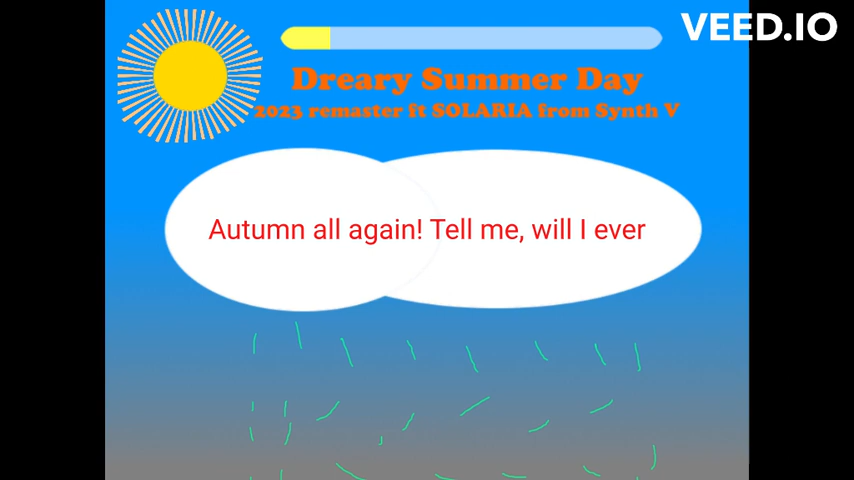 VEED.IO
Dreary Summer Day
2023 remaster ft SOLARIA from Synth V
Autumn all again! Tell me, will I ever